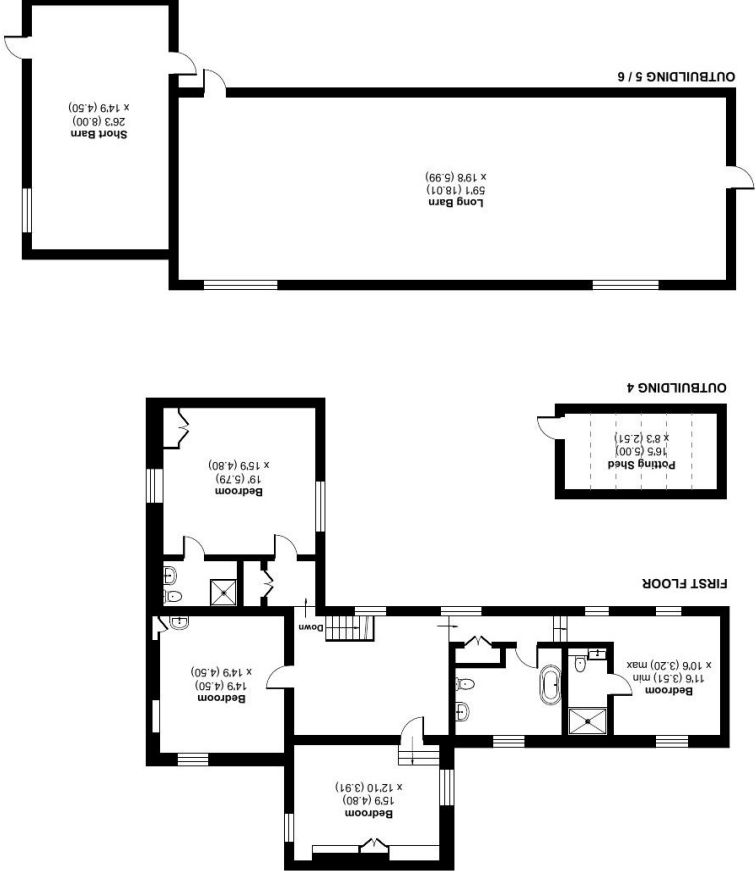 Bedroom
15'9 (4.80)
x 12'10 (3.91)
Bedroom
11'6 (3.51) min
x 10'6 (3.20) max
Bedroom
14'9 (4.50)
x 14'9 (4.50)
Down
FIRST FLOOR
Bedroom
19' (5.79)
x 15'9 (4.80)
Potting Shed
16'5 (5.00)
x 8'3 (2.51)
OUTBUILDING 4
Long Barn
59'1 (18.01)
x 19'8 (5.99)
Short Barn
26'3 (8.00)
x 14'9 (4.50)
OUTBUILDING 5 / 6